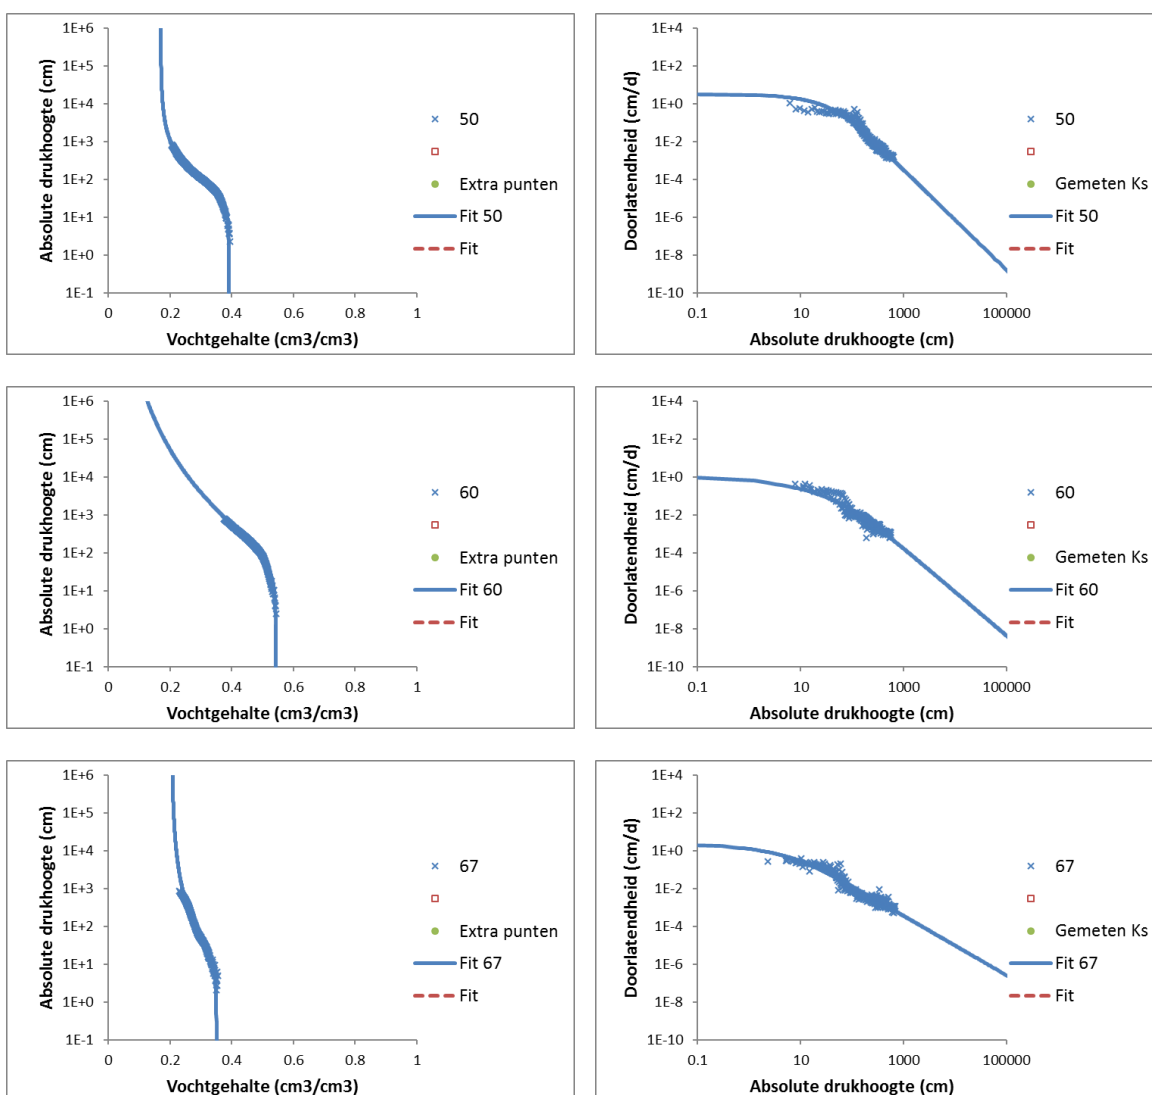 1E+6
1E+5
1E+4
1E+3
1E+2
1E+1
1E+0
1E-1
Absolute drukhoogte (cm)
0 0.2 0.4 0.6 0.8 1
Vochtgehalte (cm3/cm3)
50
Extra punten
Fit 50
Fit
1E+4
1E+2
1E+0
1E-2
1E-4
1E-6
1E-8
1E-10
Doorlatendheid (cm/d)
0.1 10 1000 100000
Absolute drukhoogte (cm)
50
Gemeten Ks
Fit 50
Fit
1E+6
1E+5
1E+4
1E+3
1E+2
1E+1
1E+0
1E-1
Absolute drukhoogte (cm)
0 0.2 0.4 0.6 0.8 1
Vochtgehalte (cm3/cm3)
60
Extra punten
Fit 60
Fit
1E+4
1E+2
1E+0
1E-2
1E-4
1E-6
1E-8
1E-10
Doorlatendheid (cm/d)
0.1 10 1000 100000
Absolute drukhoogte (cm)
60
Gemeten Ks
Fit 60
Fit
1E+6
1E+5
1E+4
1E+3
1E+2
1E+1
1E+0
1E-1
Absolute drukhoogte (cm)
0 0.2 0.4 0.6 0.8 1
Vochtgehalte (cm3/cm3)
67
Extra punten
Fit 67
Fit
1E+4
1E+2
1E+0
1E-2
1E-4
1E-6
1E-8
1E-10
Doorlatendheid (cm/d)
0.1 10 1000 100000
Absolute drukhoogte (cm)
67
Gemeten Ks
Fit 67
Fit